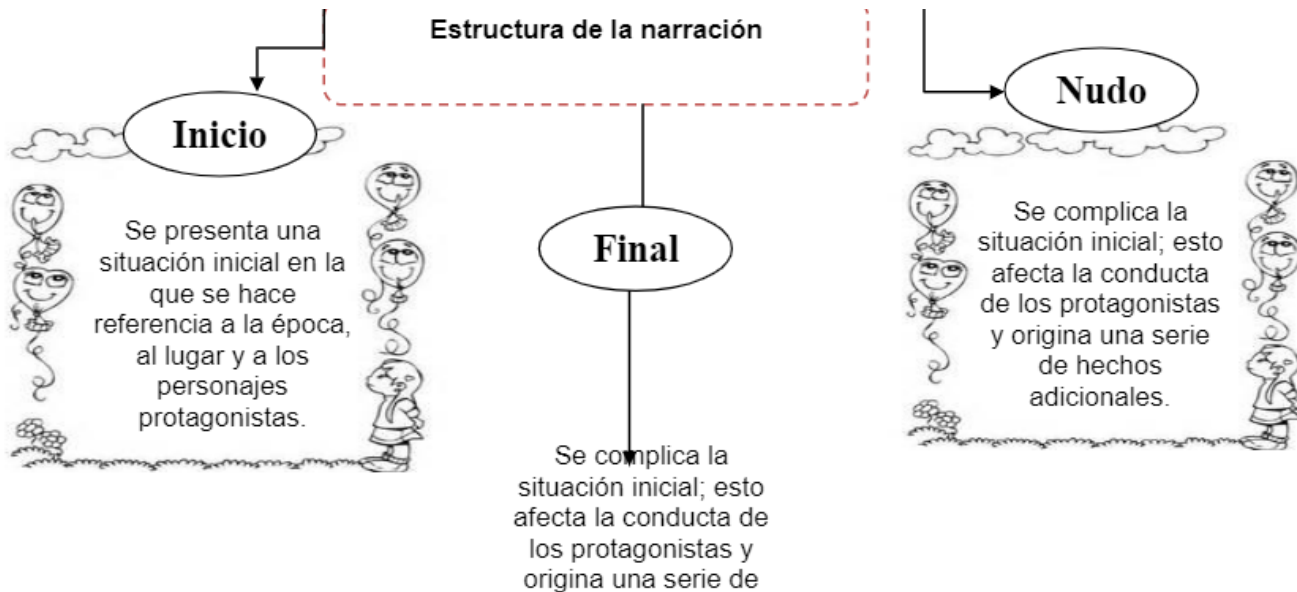 Estructura de la narración
Inicio
Se presenta una
situación inicial en la
que se hace
referencia a la época,
al lugar y a los
personajes
protagonistas.
Final
Se complica la
situación inicial; esto
afecta la conducta de
los protagonistas y
origina una serie de
Nudo
Se complica la
situación inicial; esto
afecta la conducta
de los protagonistas
y origina una serie
de hechos
adicionales.